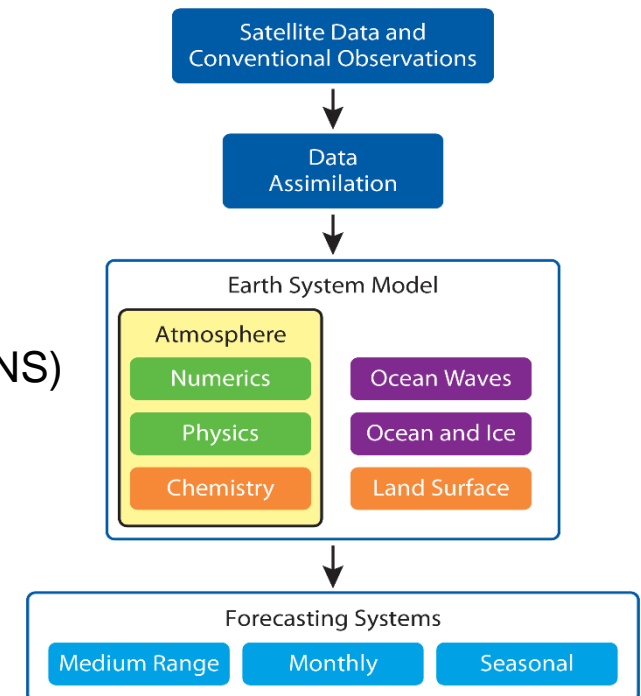 Satellite Data and
Conventional Observations
Data
Assimilation
Earth System Model
Atmosphere
NS)
Numerics
Ocean Waves
Physics
Ocean and Ice
Chemistry
Land Surface
Forecasting Systems
Medium Range
Monthly
Seasonal